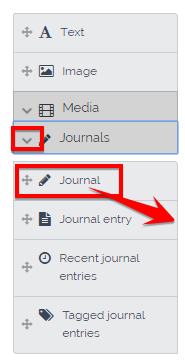 Text
Image
Media
Journals
Journal
Journal entry
Recent journal
entries
Tagged journal
entries